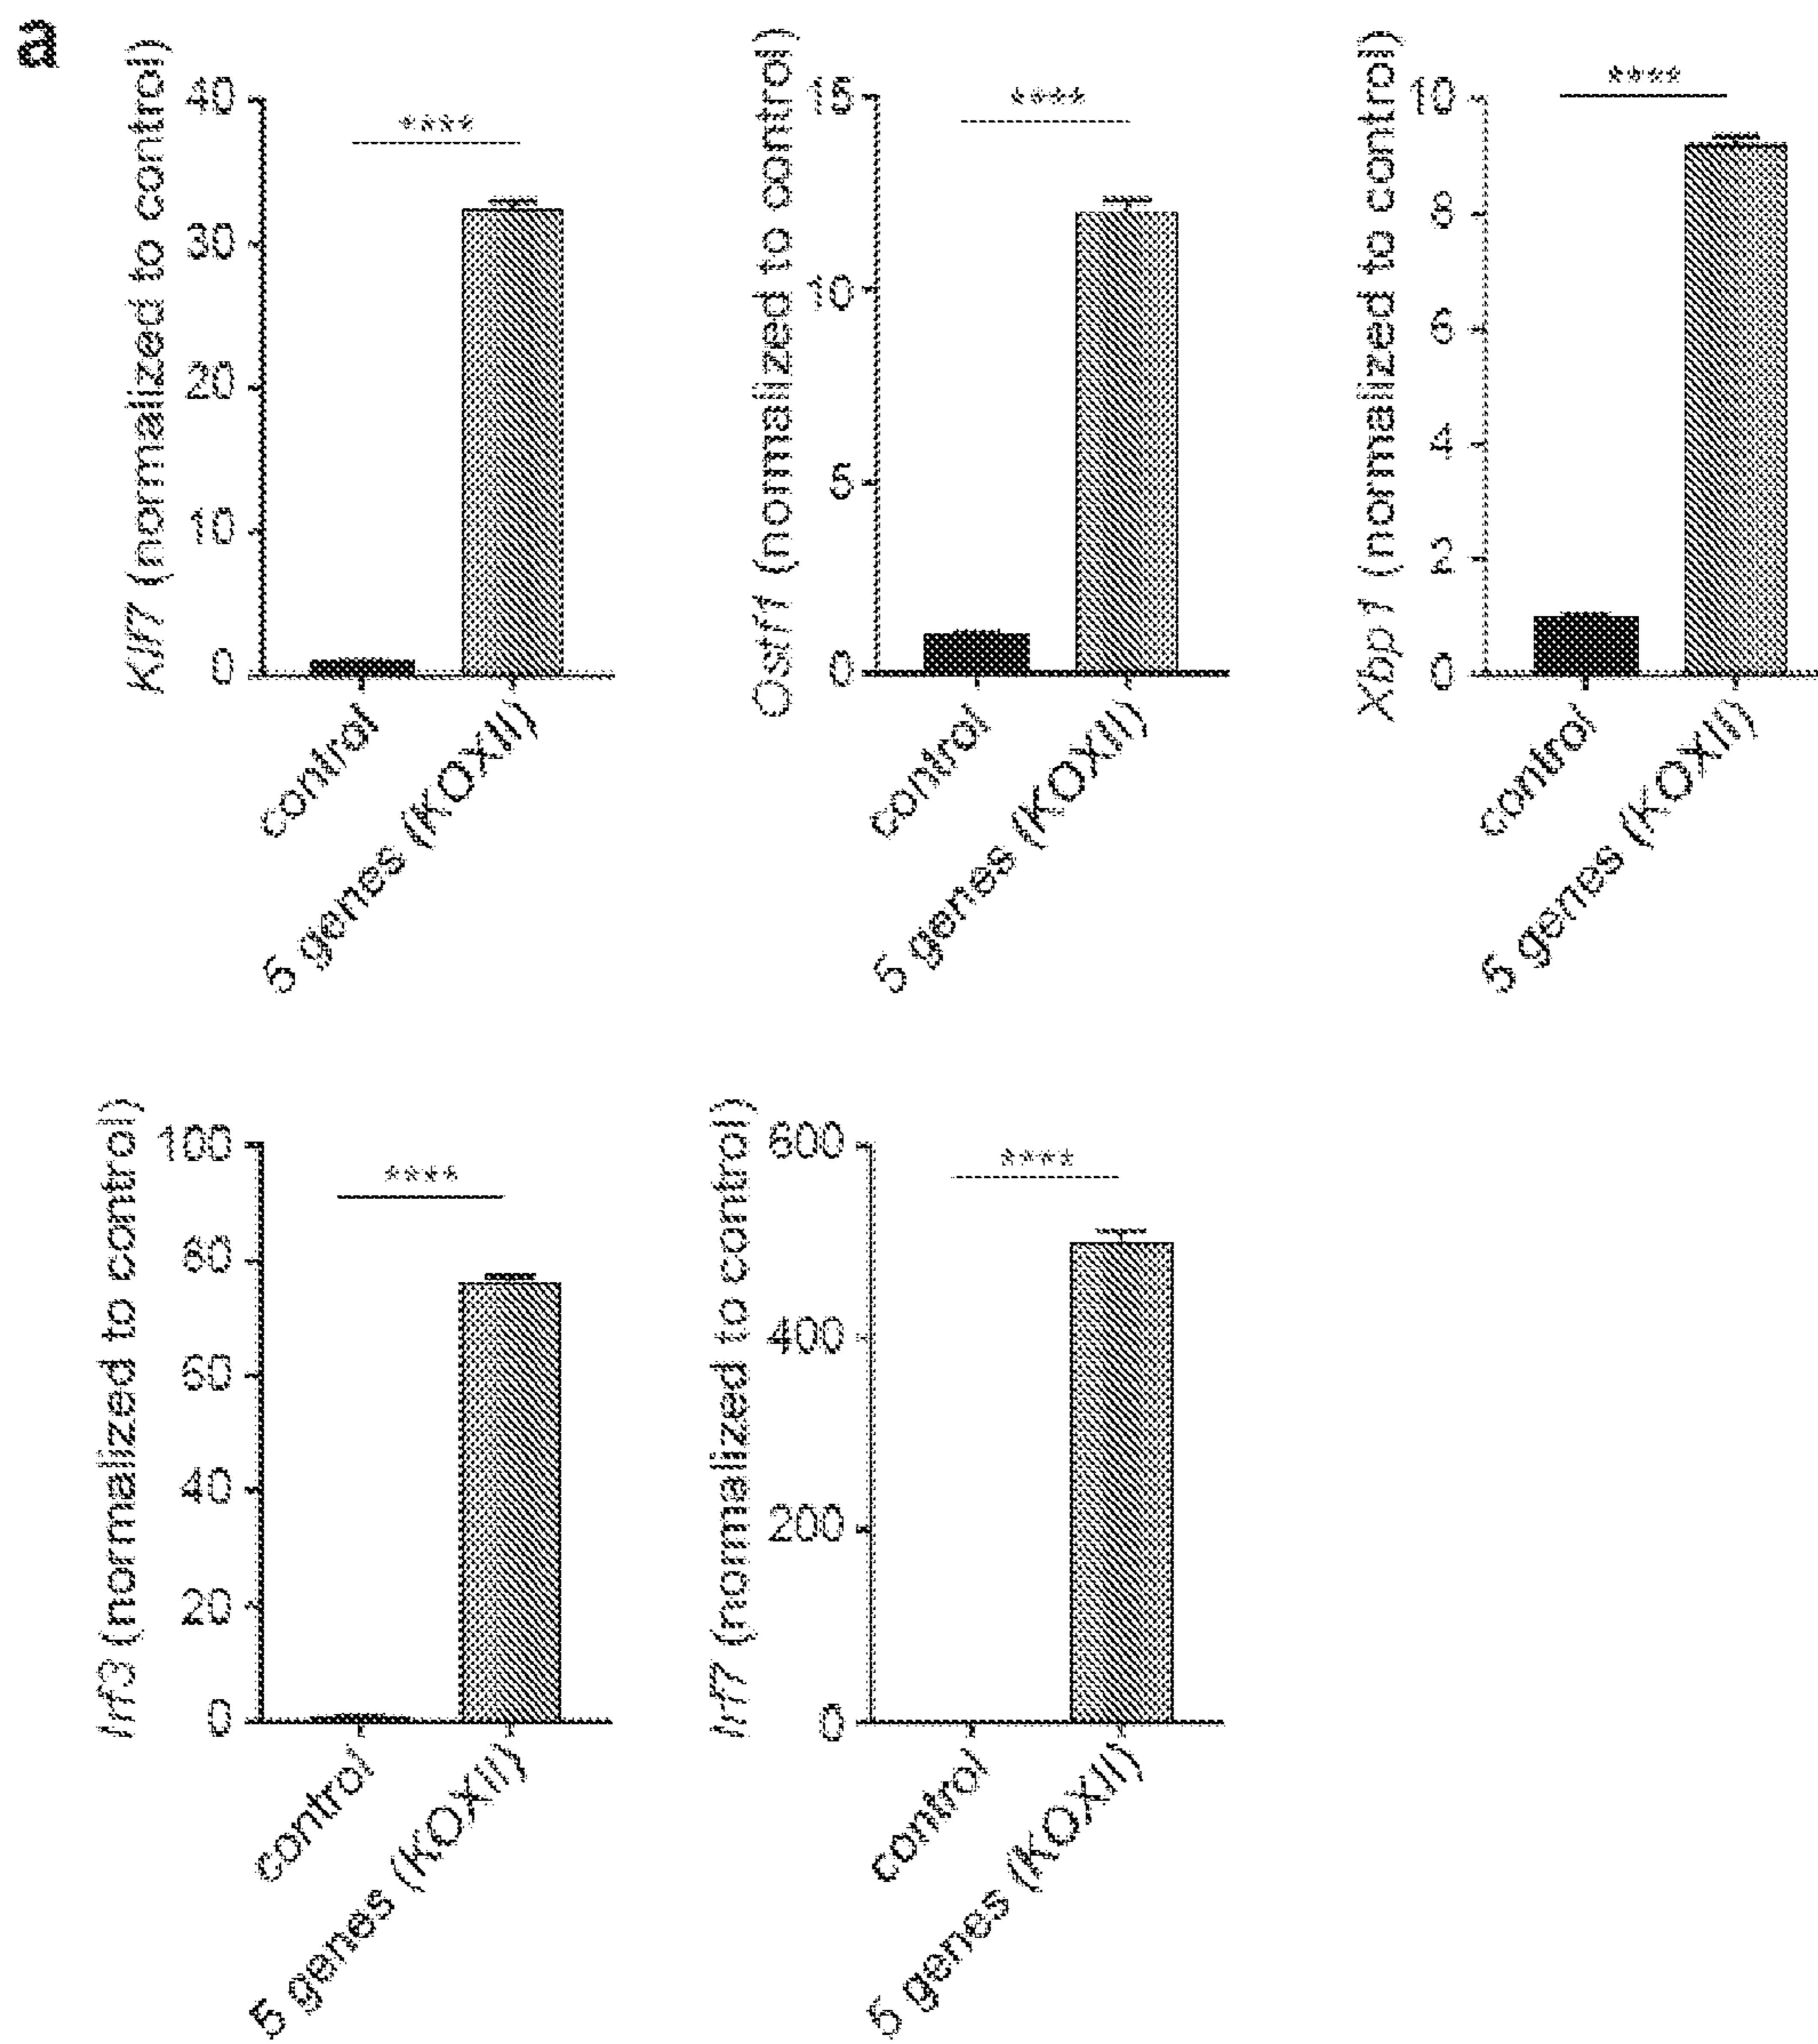 a
Klf7 (normalized to control)
40
30
20
10
0
****
control
5 genes (KOXII)
Ostf1 (normalized to control)
15
10
5
0
****
control
5 genes (KOXII)
Xbp1 (normalized to control)
10
8
6
4
2
0
****
control
5 genes (KOXII)
Irf3 (normalized to control)
100
80
60
40
20
0
****
control
5 genes (KOXII)
Irf7 (normalized to control)
600
400
200
0
****
control
5 genes (KOXII)